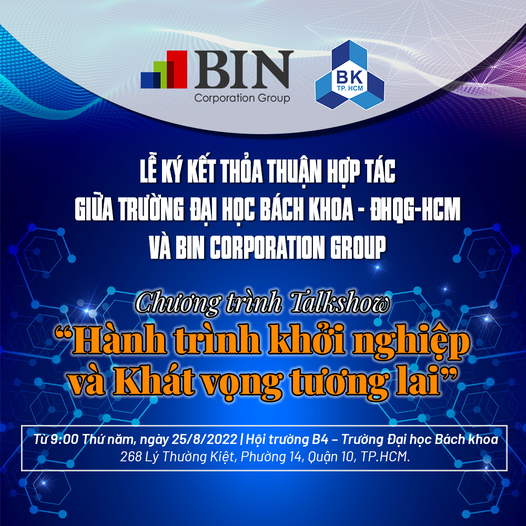 BIN
Corporation Group
BK
TP. HCM
LỄ KÝ KẾT THỎA THUẬN HỢP TÁC
GIỮA TRƯỜNG ĐẠI HỌC BÁCH KHOA - ĐHQG-HCM
VÀ BIN CORPORATION GROUP
Chương trình Talkshow
“Hành trình khởi nghiệp
và Khát vọng tương lai”
Từ 9:00 Thứ năm, ngày 25/8/2022 | Hội trường B4 – Trường Đại học Bách khoa
268 Lý Thường Kiệt, Phường 14, Quận 10, TP.HCM.